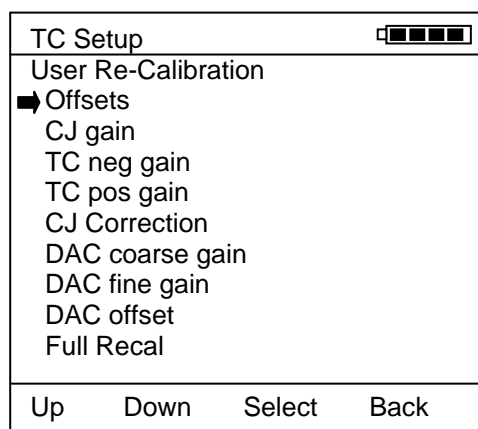 TC Setup
User Re-Calibration
Offsets
CJ gain
TC neg gain
TC pos gain
CJ Correction
DAC coarse gain
DAC fine gain
DAC offset
Full Recal
Up Down Select Back